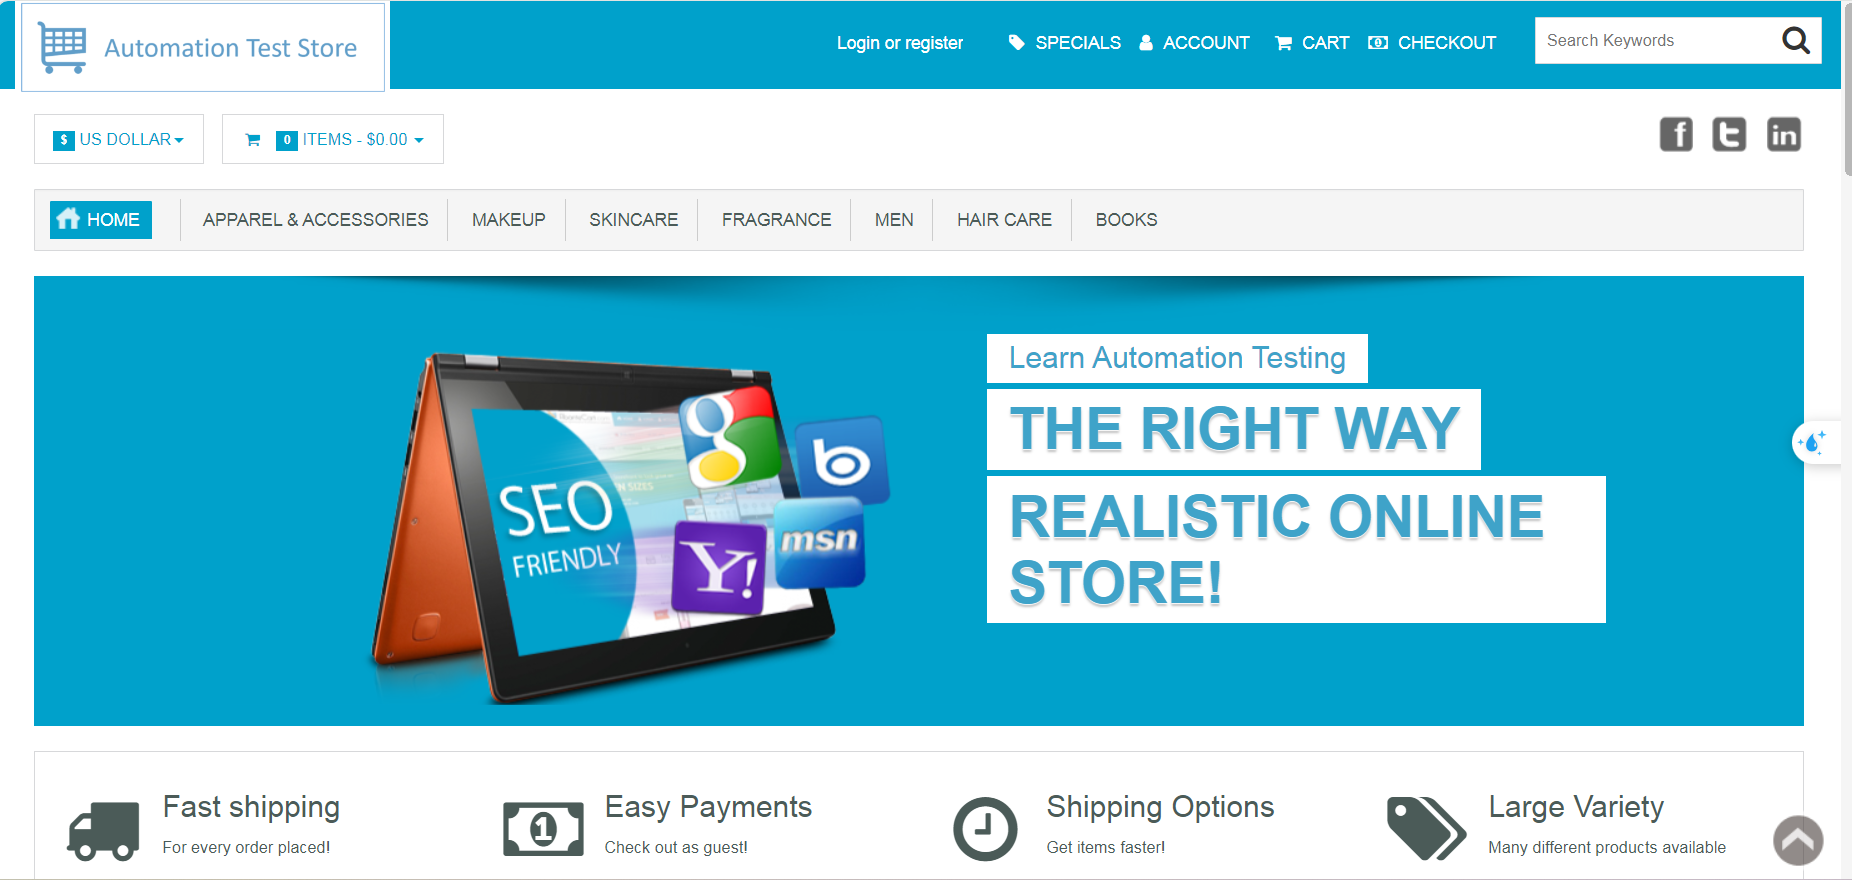 Automation Test Store
Login or register
SPECIALS
ACCOUNT
CART
CHECKOUT
Search Keywords
$ US DOLLAR
0 ITEMS - $0.00
f
t
in
HOME
APPAREL & ACCESSORIES
MAKEUP
SKINCARE
FRAGRANCE
MEN
HAIR CARE
BOOKS
SEO
FRIENDLY
N SIZES
g
b
Y!
msn
Learn Automation Testing
THE RIGHT WAY
REALISTIC ONLINE
STORE!
Fast shipping
For every order placed!
1
Easy Payments
Check out as guest!
Shipping Options
Get items faster!
Large Variety
Many different products available